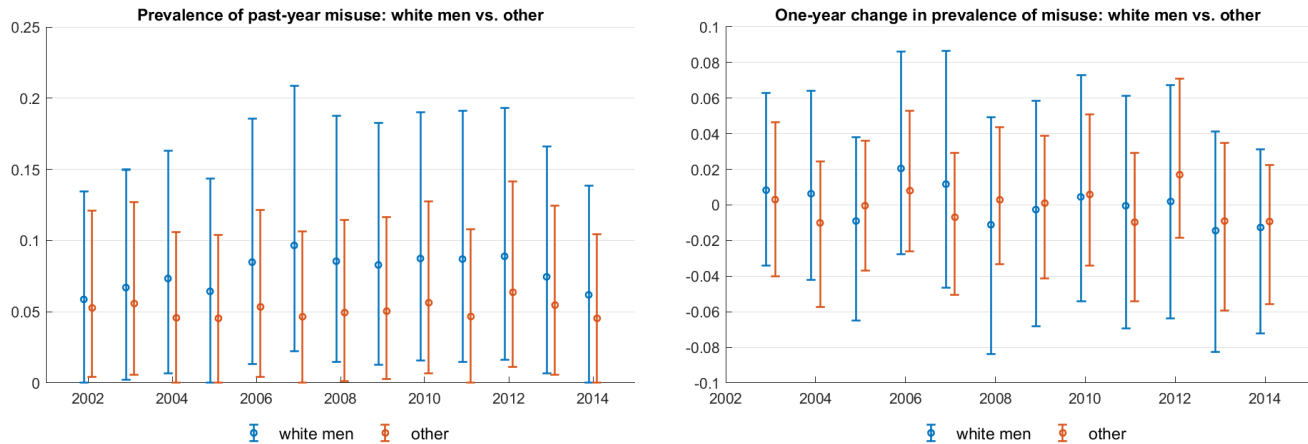 Prevalence of past-year misuse: white men vs. other
0.25
0.2
0.15
0.1
0.05
0
2002 2004 2006 2008 2010 2012 2014
white men other
One-year change in prevalence of misuse: white men vs. other
0.1
0.08
0.06
0.04
0.02
0
-0.02
-0.04
-0.06
-0.08
-0.1
2002 2004 2006 2008 2010 2012 2014
white men other